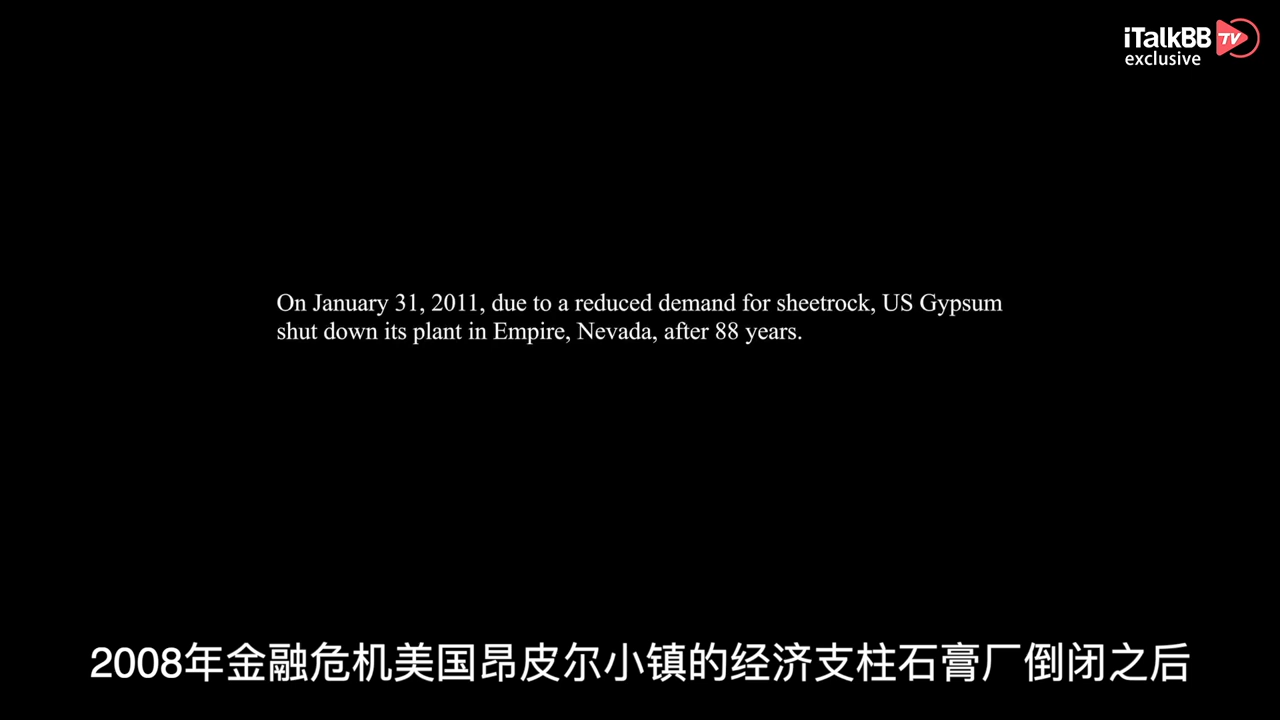 iTalkBB TV
exclusive
On January 31, 2011, due to a reduced demand for sheetrock, US Gypsum
shut down its plant in Empire, Nevada, after 88 years.
2008年金融危机美国昂皮尔小镇的经济支柱石膏厂倒闭之后